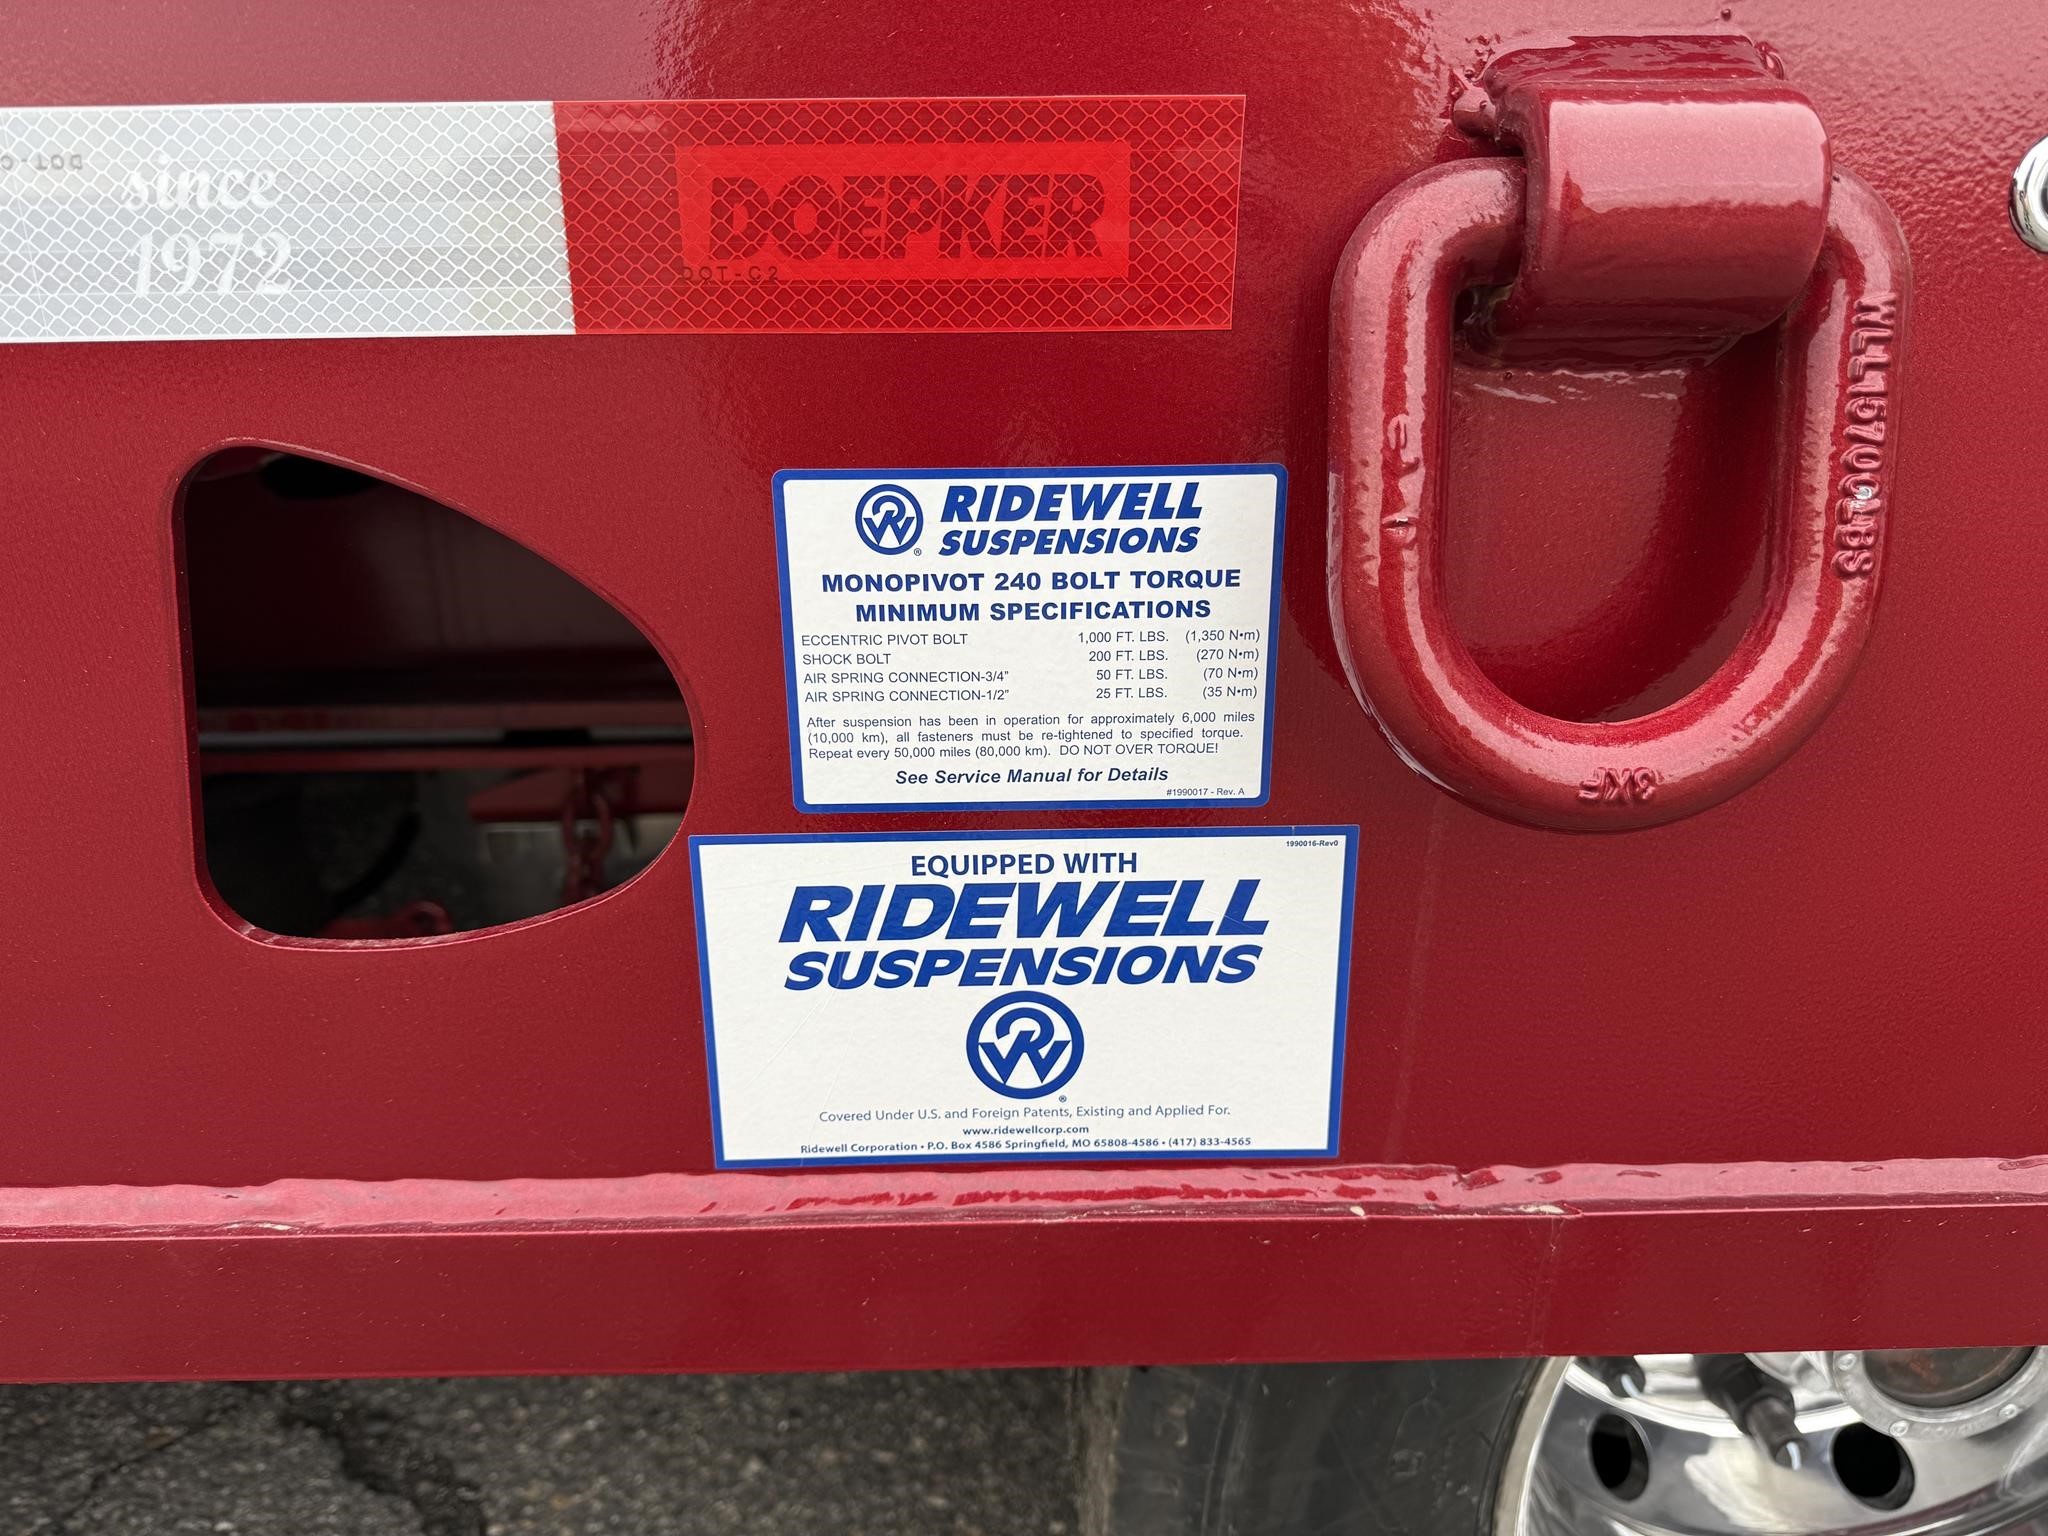 since
1972
DOEPKER
DOT-C2
WLL15700LBS
RIDEWELL
SUSPENSIONS
MONOPIVOT 240 BOLT TORQUE
MINIMUM SPECIFICATIONS
ECCENTRIC PIVOT BOLT 1,000 FT. LBS. (1,350 N•m)
SHOCK BOLT 200 FT. LBS. (270 N•m)
AIR SPRING CONNECTION-3/4" 50 FT. LBS. (70 N•m)
AIR SPRING CONNECTION-1/2" 25 FT. LBS. (35 N•m)
After suspension has been in operation for approximately 6,000 miles
(10,000 km), all fasteners must be re-tightened to specified torque.
Repeat every 50,000 miles (80,000 km). DO NOT OVER TORQUE!
See Service Manual for Details
#1990017 - Rev. A
1990016-Rev0
EQUIPPED WITH
RIDEWELL
SUSPENSIONS
®
Covered Under U.S. and Foreign Patents, Existing and Applied For.
www.ridewellcorp.com
Ridewell Corporation • P.O. Box 4586 Springfield, MO 65808-4586 • (417) 833-4565